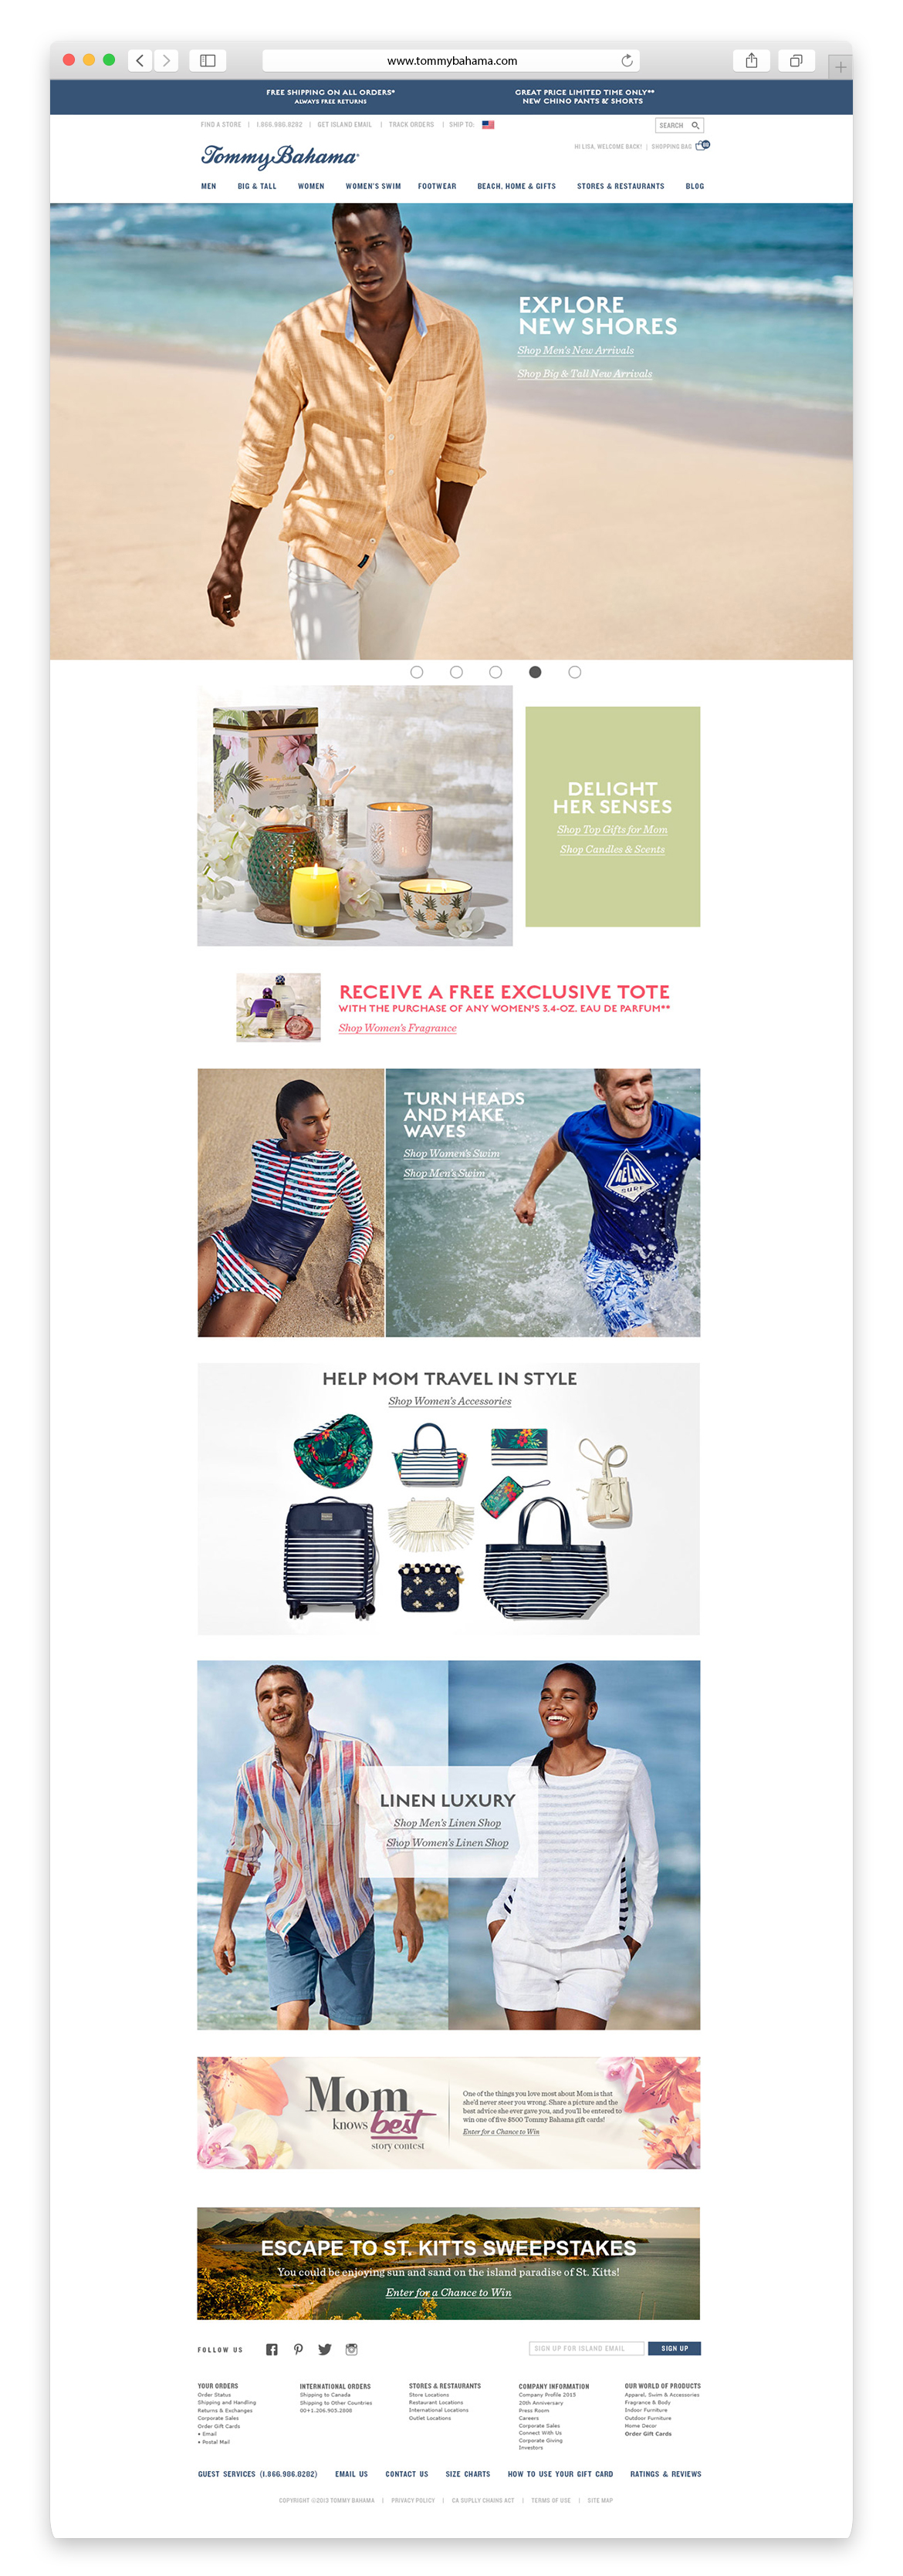 www.tommybahama.com
FREE SHIPPING ON ALL ORDERS*
ALWAYS FREE RETURNS
GREAT PRICE LIMITED TIME ONLY**
NEW CHINO PANTS & SHORTS
FIND A STORE | 1.866.986.8282 | GET ISLAND EMAIL | TRACK ORDERS | SHIP TO:
SEARCH
Tommy Bahama
HI LISA, WELCOME BACK! | SHOPPING BAG
MEN BIG & TALL WOMEN WOMEN'S SWIM FOOTWEAR BEACH, HOME & GIFTS STORES & RESTAURANTS BLOG
EXPLORE
NEW SHORES
Shop Men's New Arrivals
Shop Big & Tall New Arrivals
DELIGHT
HER SENSES
Shop Top Gifts for Mom
Shop Candles & Scents
RECEIVE A FREE EXCLUSIVE TOTE
WITH THE PURCHASE OF ANY WOMEN'S 3.4-OZ. EAU DE PARFUM**
Shop Women's Fragrance
TURN HEADS
AND MAKE
WAVES
Shop Women's Swim
Shop Men's Swim
RELAX
SURF
HELP MOM TRAVEL IN STYLE
Shop Women's Accessories
LINEN LUXURY
Shop Men's Linen Shop
Shop Women's Linen Shop
Mom
knows best
story contest
One of the things you love most about Mom is that
she'd never steer you wrong. Share a picture and the
best advice she ever gave you, and you'll be entered to
win one of five $500 Tommy Bahama gift cards!
Enter for a Chance to Win
ESCAPE TO ST. KITTS SWEEPSTAKES
You could be enjoying sun and sand on the island paradise of St. Kitts!
Enter for a Chance to Win
FOLLOW US
SIGN UP FOR ISLAND EMAIL
SIGN UP
YOUR ORDERS
Order Status
Shipping and Handling
Returns & Exchanges
Corporate Sales
Order Gift Cards
• Email
• Postal Mail
INTERNATIONAL ORDERS
Shipping to Canada
Shipping to Other Countries
00+1.206.905.2808
STORES & RESTAURANTS
Store Locations
Restaurant Locations
International Locations
Outlet Locations
COMPANY INFORMATION
Company Profile 2015
20th Anniversary
Press Room
Careers
Corporate Sales
Connect With Us
Corporate Giving
Investors
OUR WORLD OF PRODUCTS
Apparel, Swim & Accessories
Fragrance & Body
Indoor Furniture
Outdoor Furniture
Home Decor
Order Gift Cards
GUEST SERVICES (1.866.986.8282) EMAIL US CONTACT US SIZE CHARTS HOW TO USE YOUR GIFT CARD RATINGS & REVIEWS
COPYRIGHT ©2013 TOMMY BAHAMA | PRIVACY POLICY | CA SUPLLY CHAINS ACT | TERMS OF USE | SITE MAP